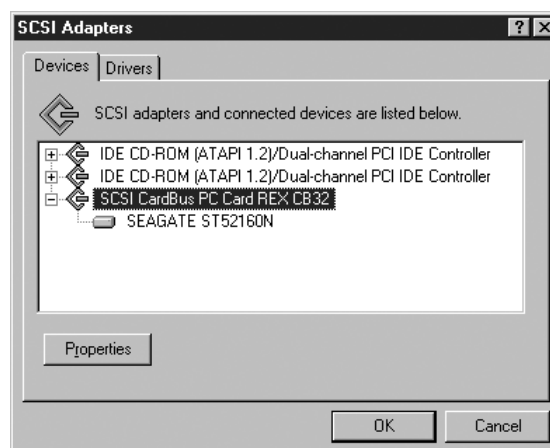 SCSI Adapters
Devices
Drivers
SCSI adapters and connected devices are listed below.
IDE CD-ROM (ATAPI 1.2)/Dual-channel PCI IDE Controller
IDE CD-ROM (ATAPI 1.2)/Dual-channel PCI IDE Controller
SCSI CardBus PC Card REX CB32
SEAGATE ST52160N
Properties
OK
Cancel